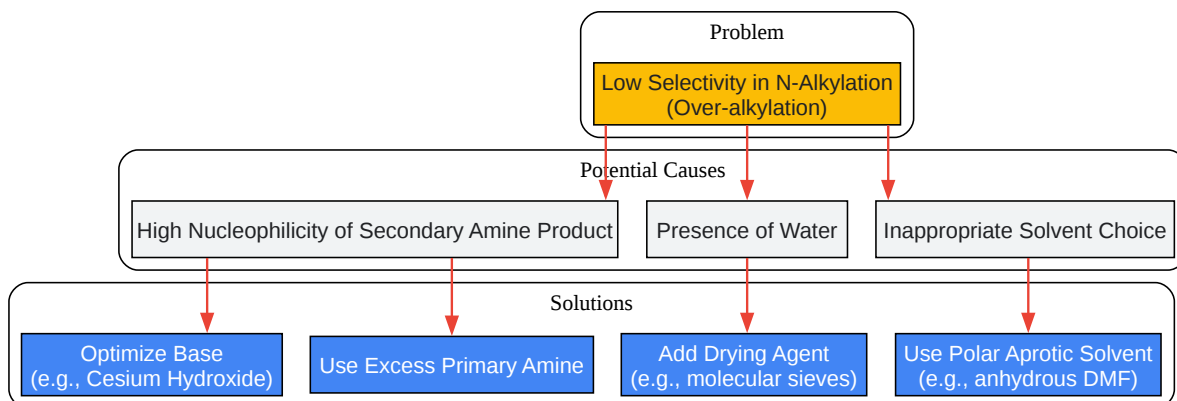 Problem
Low Selectivity in N-Alkylation
(Over-alkylation)
Potential Causes
High Nucleophilicity of Secondary Amine Product
Presence of Water
Inappropriate Solvent Choice
Solutions
Optimize Base
(e.g., Cesium Hydroxide)
Use Excess Primary Amine
Add Drying Agent
(e.g., molecular sieves)
Use Polar Aprotic Solvent
(e.g., anhydrous DMF)